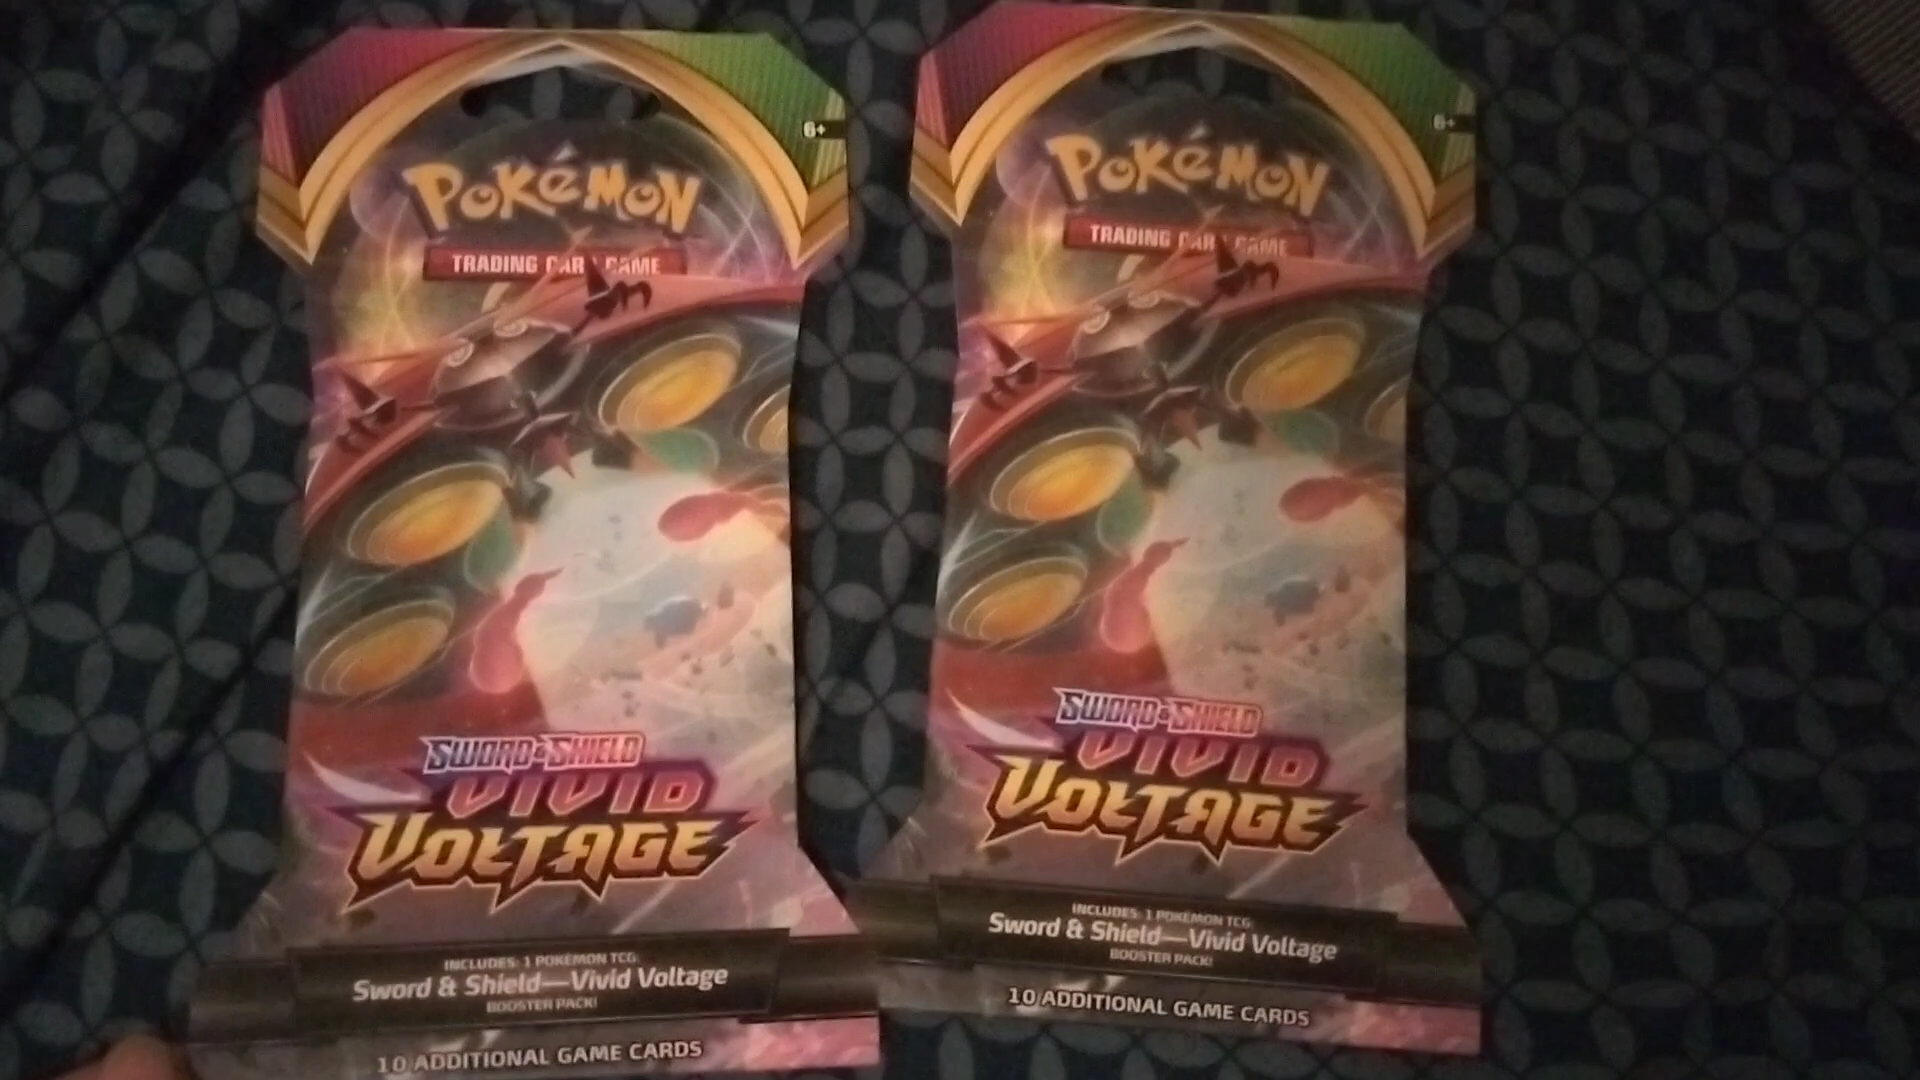 6+
POKéMON
TRADING CARD GAME
SWORD & SHIELD
VIVID
VOLTAGE
INCLUDES: 1 POKÉMON TCG:
Sword & Shield—Vivid Voltage
BOOSTER PACK!
10 ADDITIONAL GAME CARDS
6+
POKéMON
TRADING CARD GAME
SWORD & SHIELD
VIVID
VOLTAGE
INCLUDES: 1 POKÉMON TCG:
Sword & Shield—Vivid Voltage
BOOSTER PACK!
10 ADDITIONAL GAME CARDS